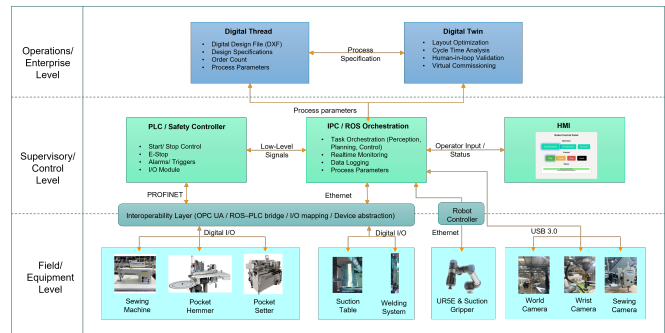 Operations/
Enterprise
Level
Digital Thread
• Digital Design File (DXF)
• Design Specifications
• Order Count
• Process Parameters
Process
Specification
Digital Twin
• Layout Optimization
• Cycle Time Analysis
• Human-in-loop Validation
• Virtual Commissioning
Process parameters
Supervisory/
Control
Level
PLC / Safety Controller
• Start/ Stop Control
• E-Stop
• Alarms/ Triggers
• I/O Module
Low-Level
Signals
IPC / ROS Orchestration
• Task Orchestration (Perception,
Planning, Control)
• Realtime Monitoring
• Data Logging
• Process Parameters
Operator Input /
Status
HMI
PROFINET
Ethernet
Interoperability Layer (OPC UA / ROS–PLC bridge / I/O mapping / Device abstraction)
Robot
Controller
Field/
Equipment
Level
Digital I/O
Digital I/O
Ethernet
USB 3.0
Sewing
Machine
Pocket
Hemmer
Pocket
Setter
Suction
Table
Welding
System
UR5E & Suction
Gripper
World
Camera
Wrist
Camera
Sewing
Camera